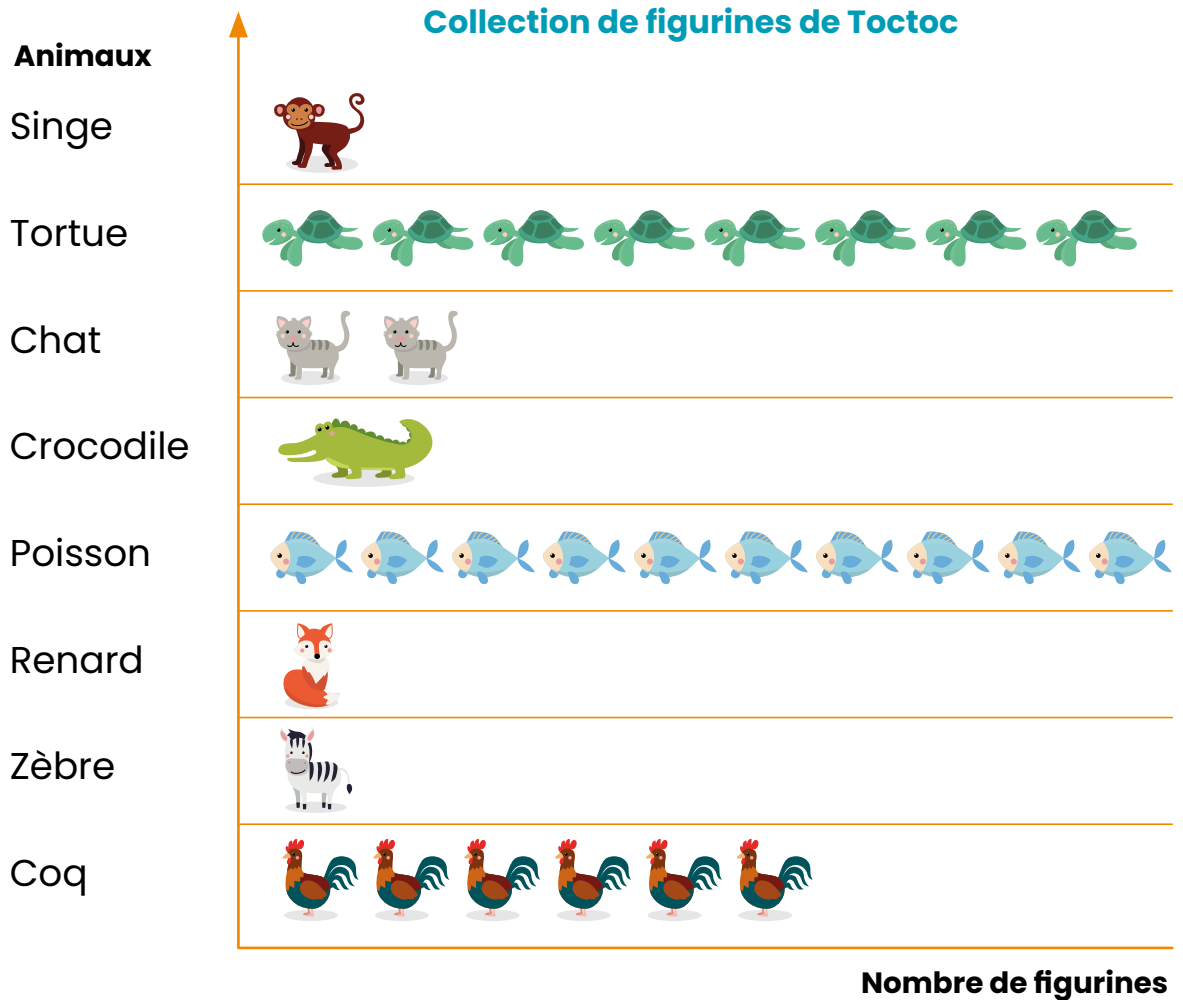 Collection de figurines de Toctoc
Animaux
Singe
Tortue
Chat
Crocodile
Poisson
Renard
Zèbre
Coq
Nombre de figurines